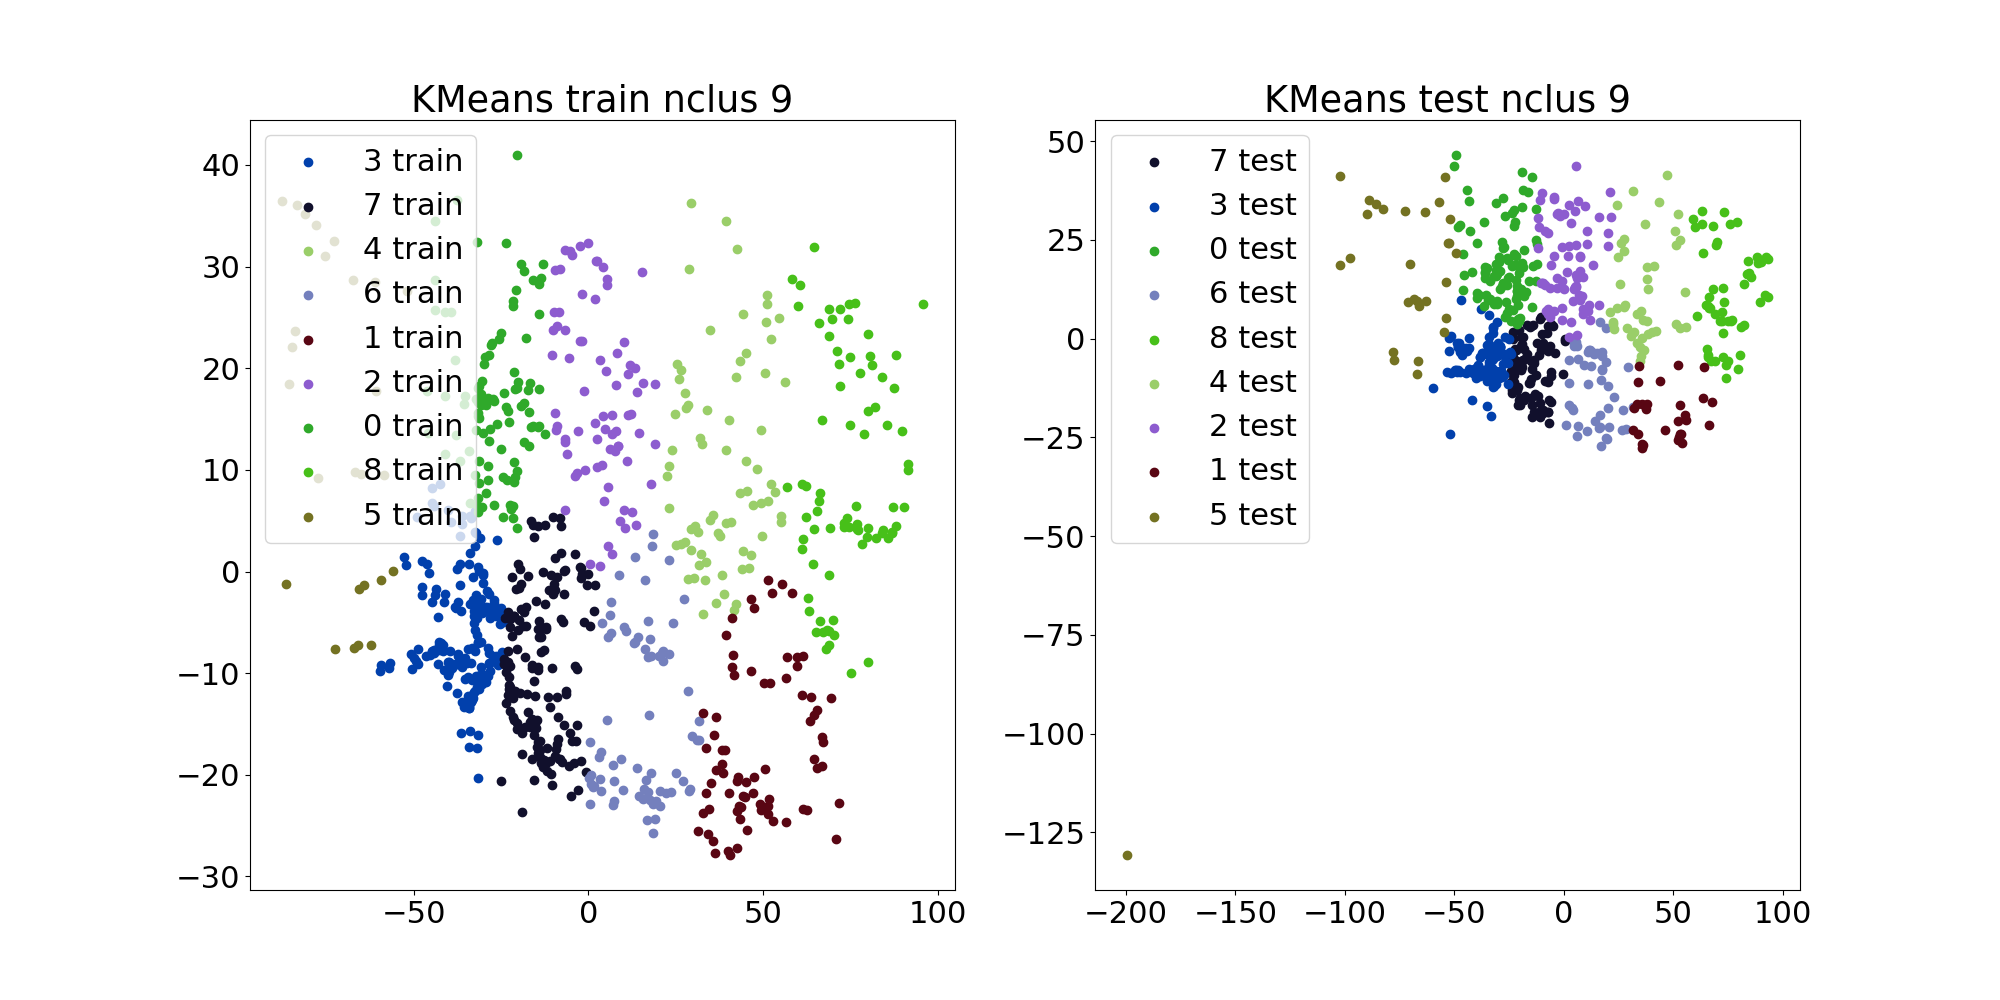 KMeans train nclus 9
3 train
7 train
4 train
6 train
1 train
2 train
0 train
8 train
5 train
40
30
20
10
0
−10
−20
−30
−50 0 50 100
KMeans test nclus 9
7 test
3 test
0 test
6 test
8 test
4 test
2 test
1 test
5 test
50
25
0
−25
−50
−75
−100
−125
−200 −150 −100 −50 0 50 100